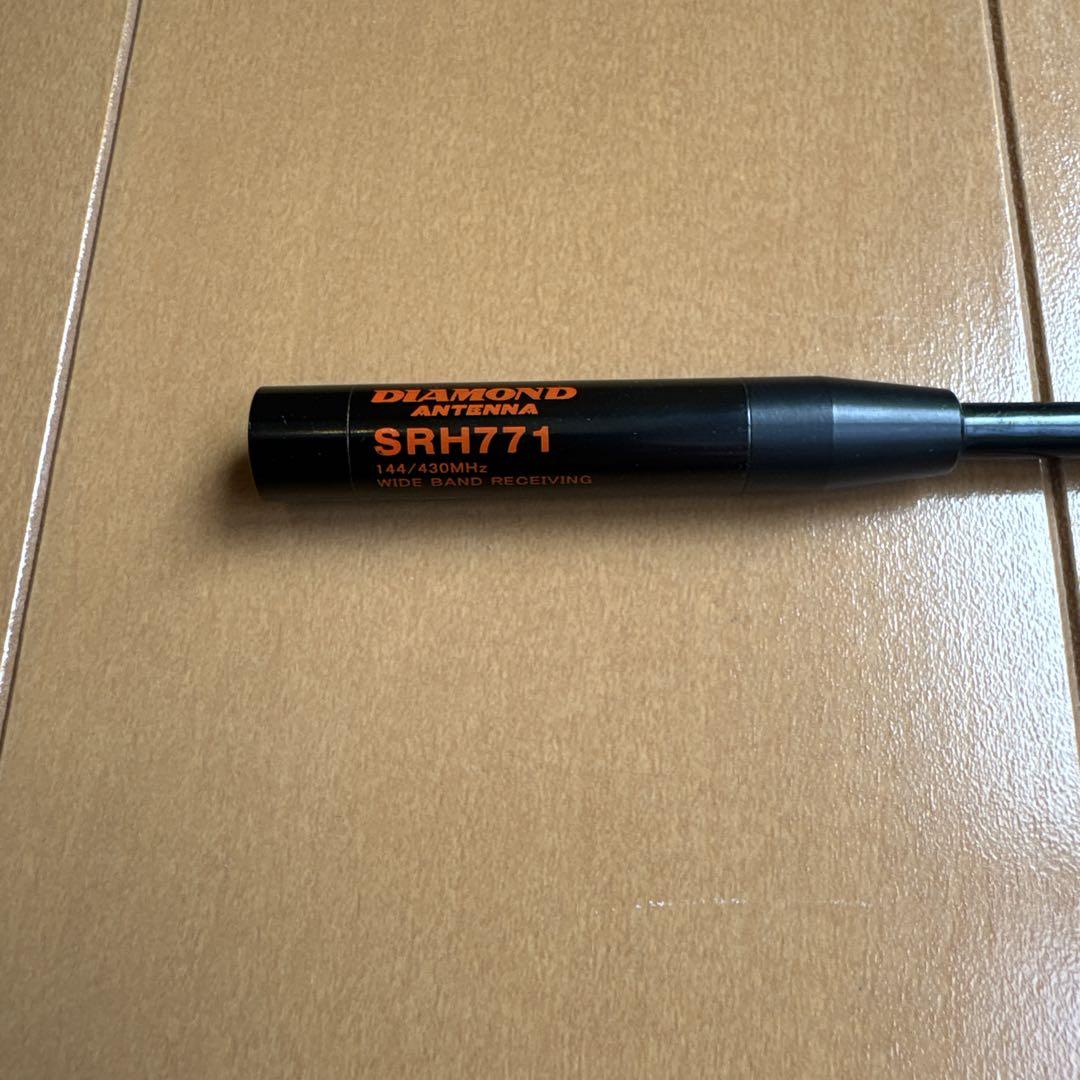 DIAMOND
ANTENNA
SRH771
144/430MHz
WIDE BAND RECEIVING